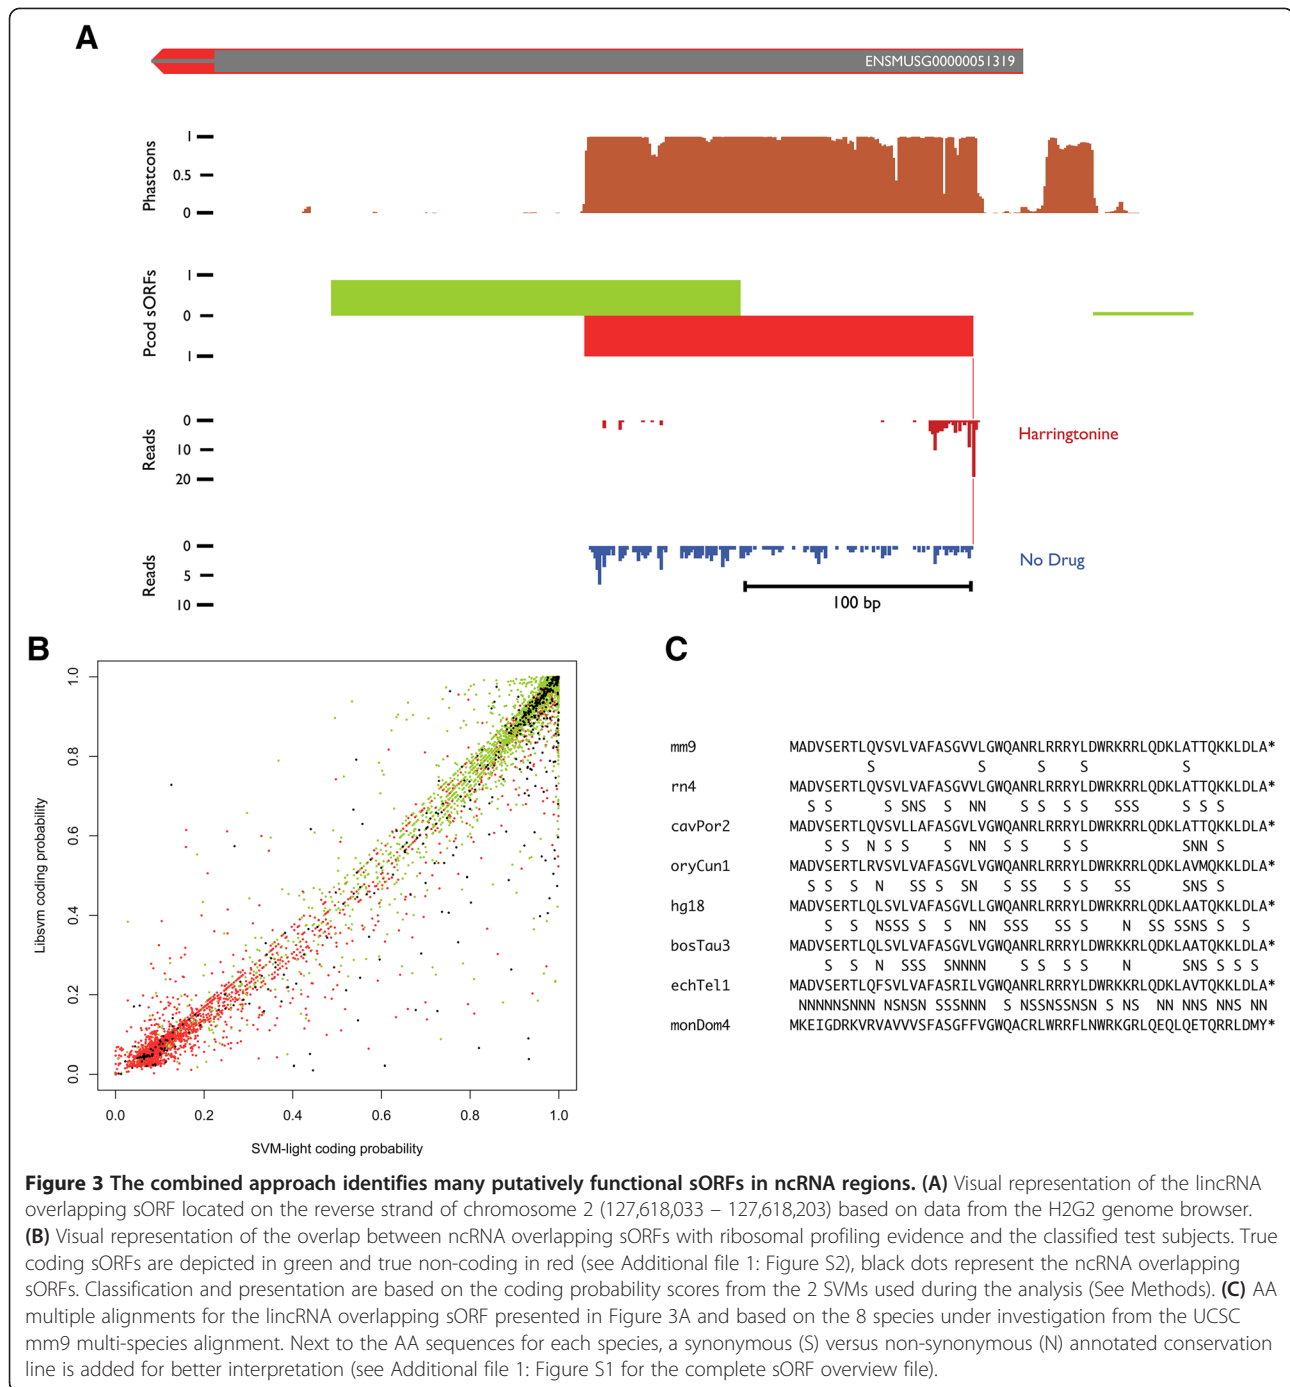 A
ENSMUSG00000051319
Phastcons
1
0.5
0
Pcod sORFs
1
0
1
Reads
0
10
20
Harringtonine
Reads
0
5
10
No Drug
100 bp
B
Libsvm coding probability
1.0
0.8
0.6
0.4
0.2
0.0
0.0 0.2 0.4 0.6 0.8 1.0
SVM-light coding probability
C
mm9 MADVSERTLQVSVLVAFASGVVLGWQANRLRRRYLDWRKRRLQDKLATTQKKLDLA*
S S S S S
rn4 MADVSERTLQVSVLVAFASGVVLGWQANRLRRRYLDWRKRRLQDKLATTQKKLDLA*
S S S SNS S NN S S S S SSS S S S
cavPor2 MADVSERTLQVSVLLAFASGVLVGWQANRLRRRYLDWRKRRLQDKLATTQKKLDLA*
S S N S S S NN S S S S SNN S
oryCun1 MADVSERTLRVSVLVAFASGVLVGWQANRLRRRYLDWRKRRLQDKLAVMQKKLDLA*
S S S N SS S SN SS S S SS SNS S
hg18 MADVSERTLQLSVLVAFASGVLLGWQANRLRRRYLDWRKRRLQDKLAATQKKLDLA*
S S NSSS S NN SSS S S N SS SSNS S S
bosTau3 MADVSERTLQLSVLVAFASGVLVGWQANRLRRRYLDWRKKRLQDKLAATQKKLDLA*
S S N SSS SNNNN S S S S N SNS S S S
echTel1 MADVSERTLQFSVLVAFASRILVGWQANRLRRRYLDWRKKRLQDKLAVTQKKLDLA*
NNNNNSNNN NSNSN SSSNNN S NSSNSSNSN S NS NN NNS NNS NN
monDom4 MKEIGDRKVRVAVVVSFASGFFVGWQACRLWRRFLNWRKGRLQEQLQETQRRLDMY*
Figure 3 The combined approach identifies many putatively functional sORFs in ncRNA regions. (A) Visual representation of the lincRNA
overlapping sORF located on the reverse strand of chromosome 2 (127,618,033 – 127,618,203) based on data from the H2G2 genome browser.
(B) Visual representation of the overlap between ncRNA overlapping sORFs with ribosomal profiling evidence and the classified test subjects. True
coding sORFs are depicted in green and true non-coding in red (see Additional file 1: Figure S2), black dots represent the ncRNA overlapping
sORFs. Classification and presentation are based on the coding probability scores from the 2 SVMs used during the analysis (See Methods). (C) AA
multiple alignments for the lincRNA overlapping sORF presented in Figure 3A and based on the 8 species under investigation from the UCSC
mm9 multi-species alignment. Next to the AA sequences for each species, a synonymous (S) versus non-synonymous (N) annotated conservation
line is added for better interpretation (see Additional file 1: Figure S1 for the complete sORF overview file).